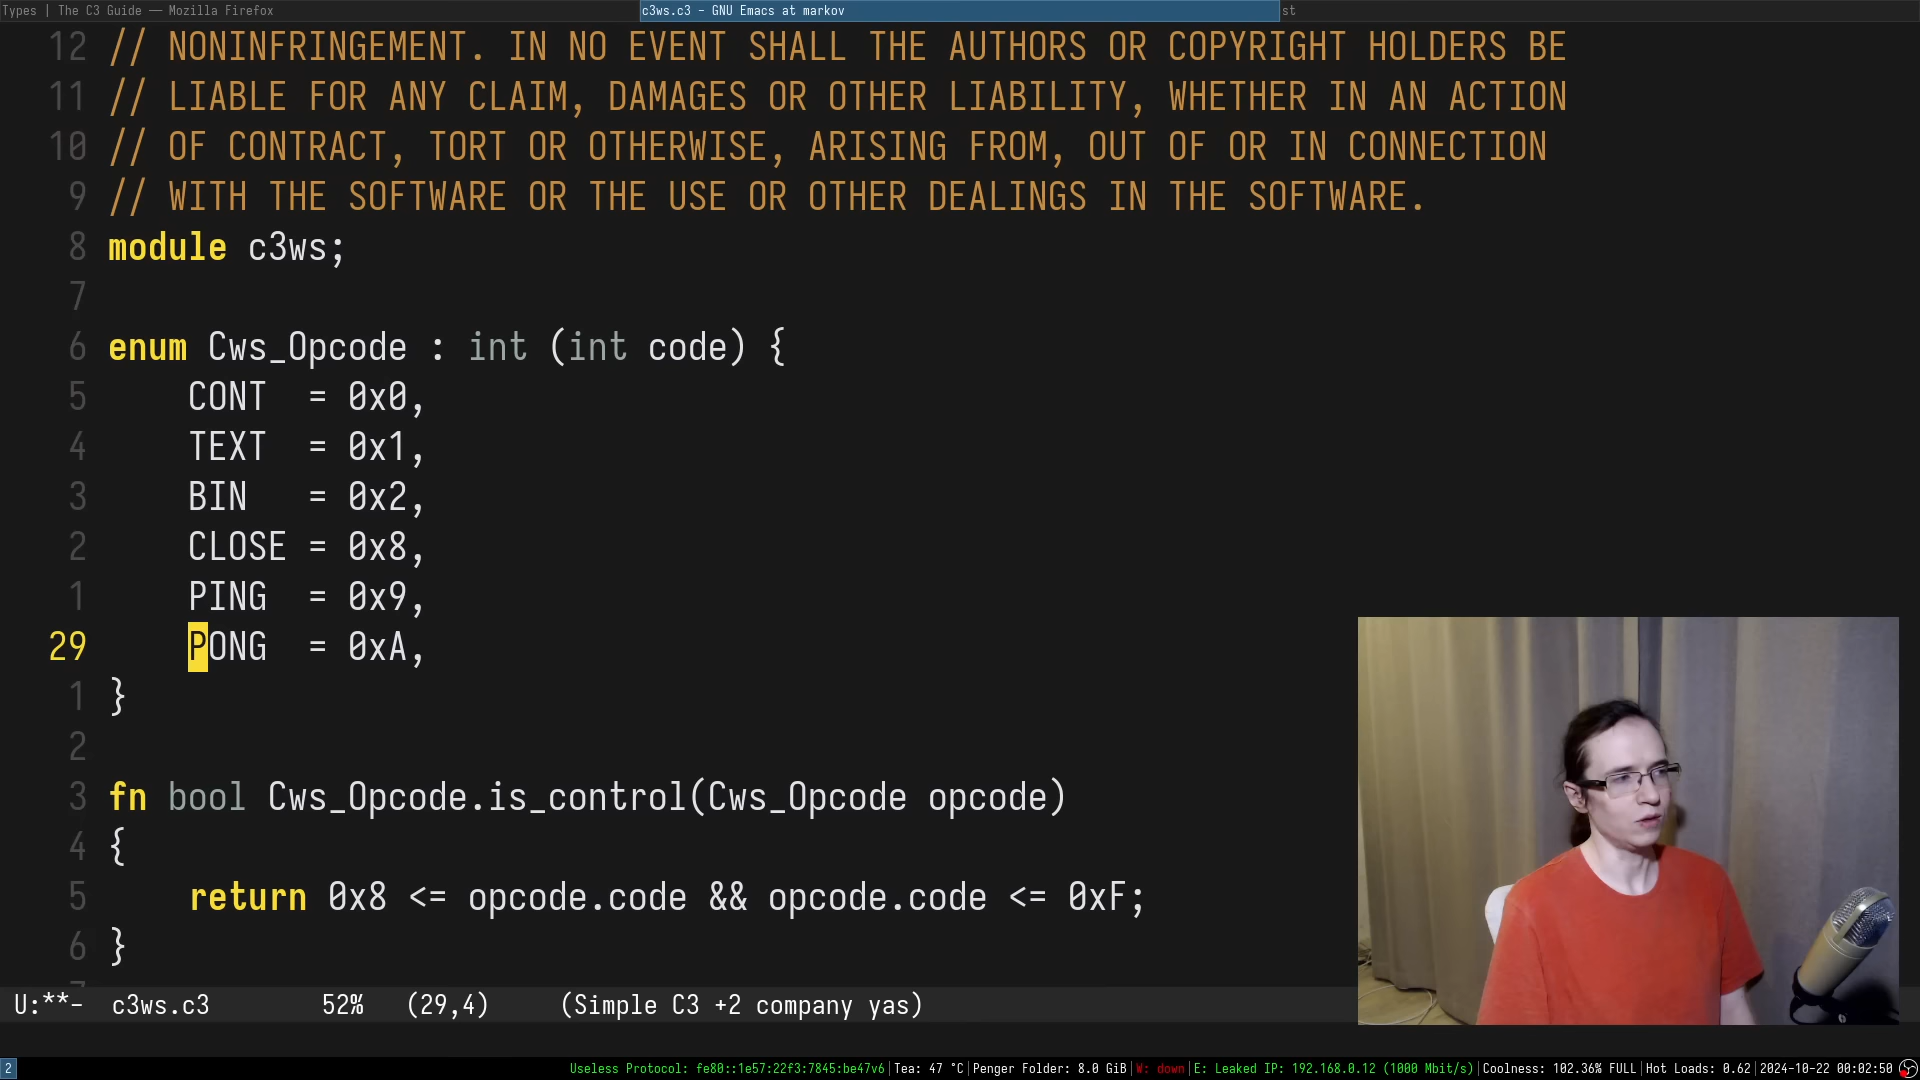 Types | The C3 Guide — Mozilla Firefox
c3ws.c3 - GNU Emacs at markov
st
12 // NONINFRINGEMENT. IN NO EVENT SHALL THE AUTHORS OR COPYRIGHT HOLDERS BE
11 // LIABLE FOR ANY CLAIM, DAMAGES OR OTHER LIABILITY, WHETHER IN AN ACTION
10 // OF CONTRACT, TORT OR OTHERWISE, ARISING FROM, OUT OF OR IN CONNECTION
9 // WITH THE SOFTWARE OR THE USE OR OTHER DEALINGS IN THE SOFTWARE.
8 module c3ws;
7
6 enum Cws_Opcode : int (int code) {
5     CONT  = 0x0,
4     TEXT  = 0x1,
3     BIN   = 0x2,
2     CLOSE = 0x8,
1     PING  = 0x9,
29     PONG  = 0xA,
1 }
2
3 fn bool Cws_Opcode.is_control(Cws_Opcode opcode)
4 {
5     return 0x8 <= opcode.code && opcode.code <= 0xF;
6 }
U:**-  c3ws.c3  52%  (29,4)  (Simple C3 +2 company yas)
2
Useless Protocol: fe80::1e57:22f3:7845:be47v6|Tea: 47 °C|Penger Folder: 8.0 GiB|W: down|E: Leaked IP: 192.168.0.12 (1000 Mbit/s)|Coolness: 102.36% FULL|Hot Loads: 0.62|2024-10-22 00:02:50